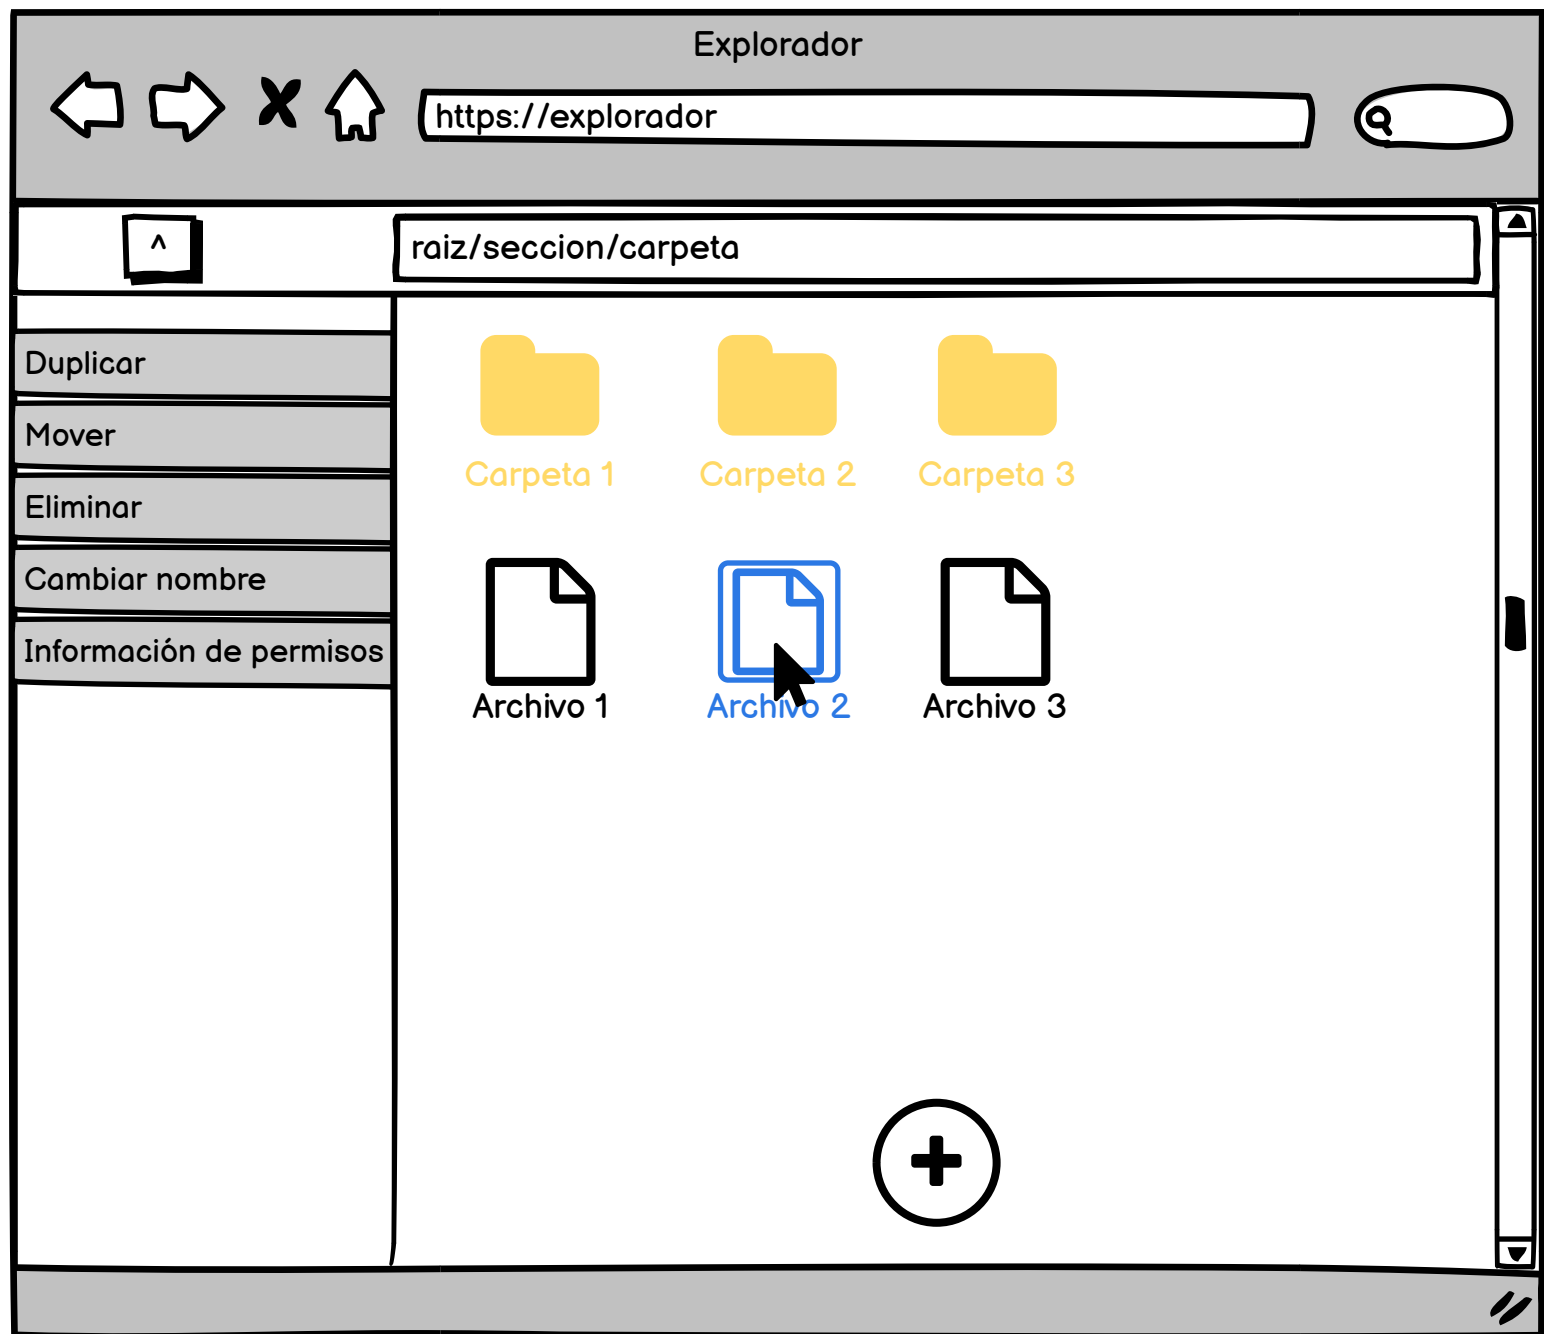 Explorador
https://explorador
^
raiz/seccion/carpeta
Duplicar
Mover
Eliminar
Cambiar nombre
Información de permisos
Carpeta 1
Carpeta 2
Carpeta 3
Archivo 1
Archivo 2
Archivo 3